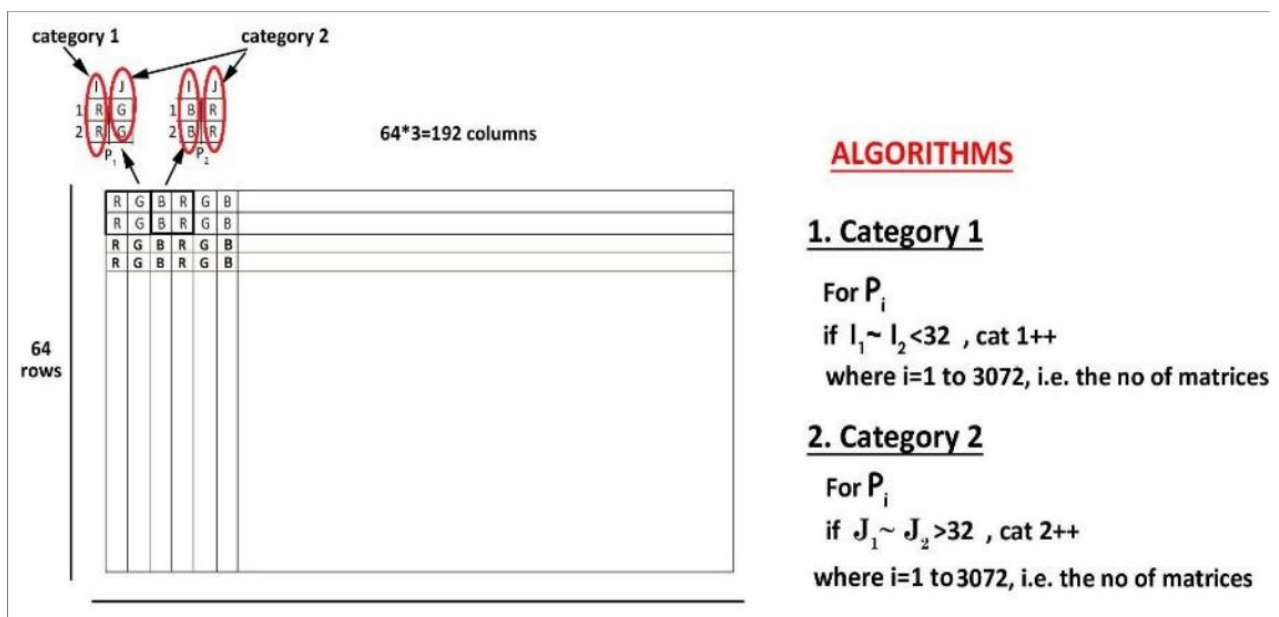 category 1 category 2
I J I J
1 R G 1 B R
2 R G 2 B R
P1 P2
64*3=192 columns
R G B R G B
R G B R G B
R G B R G B
R G B R G B
64
rows
ALGORITHMS
1. Category 1
For Pi
if I1~ I2<32 , cat 1++
where i=1 to 3072, i.e. the no of matrices
2. Category 2
For Pi
if J1~ J2>32 , cat 2++
where i=1 to3072, i.e. the no of matrices